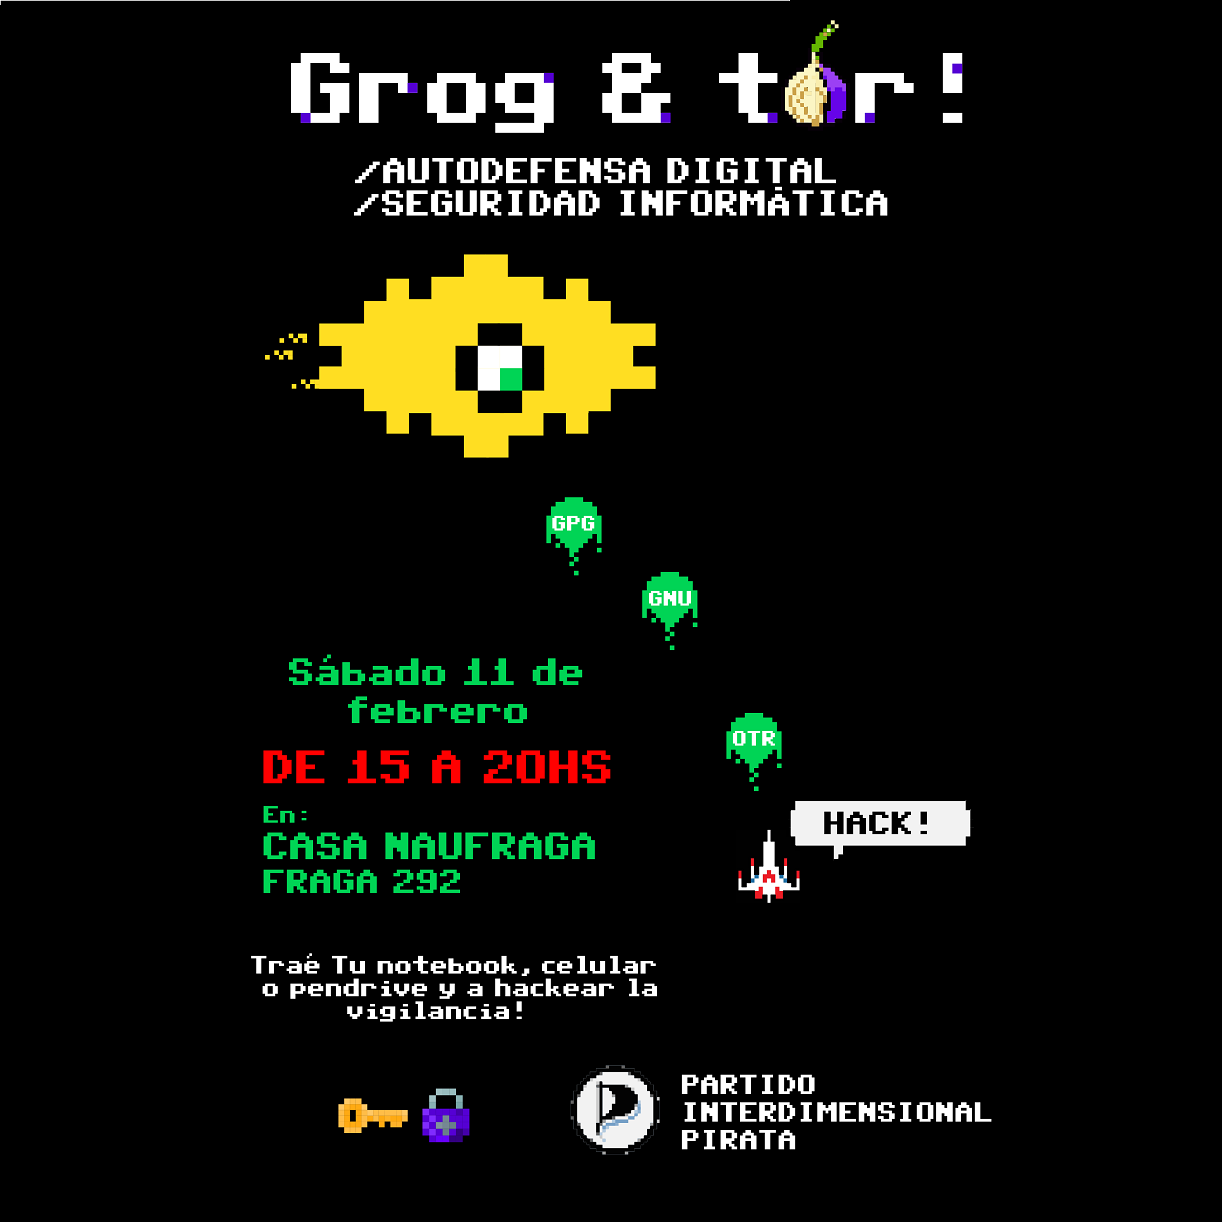 Grog & tor!
/AUTODEFENSA DIGITAL
/SEGURIDAD INFORMÁTICA
GPG
GNU
Sábado 11 de
febrero
OTR
DE 15 A 20HS
HACK!
En:
CASA NAUFRAGA
FRAGA 292
Traé Tu notebook, celular
o pendrive y a hackear la
vigilancia!
PARTIDO
INTERDIMENSIONAL
PIRATA